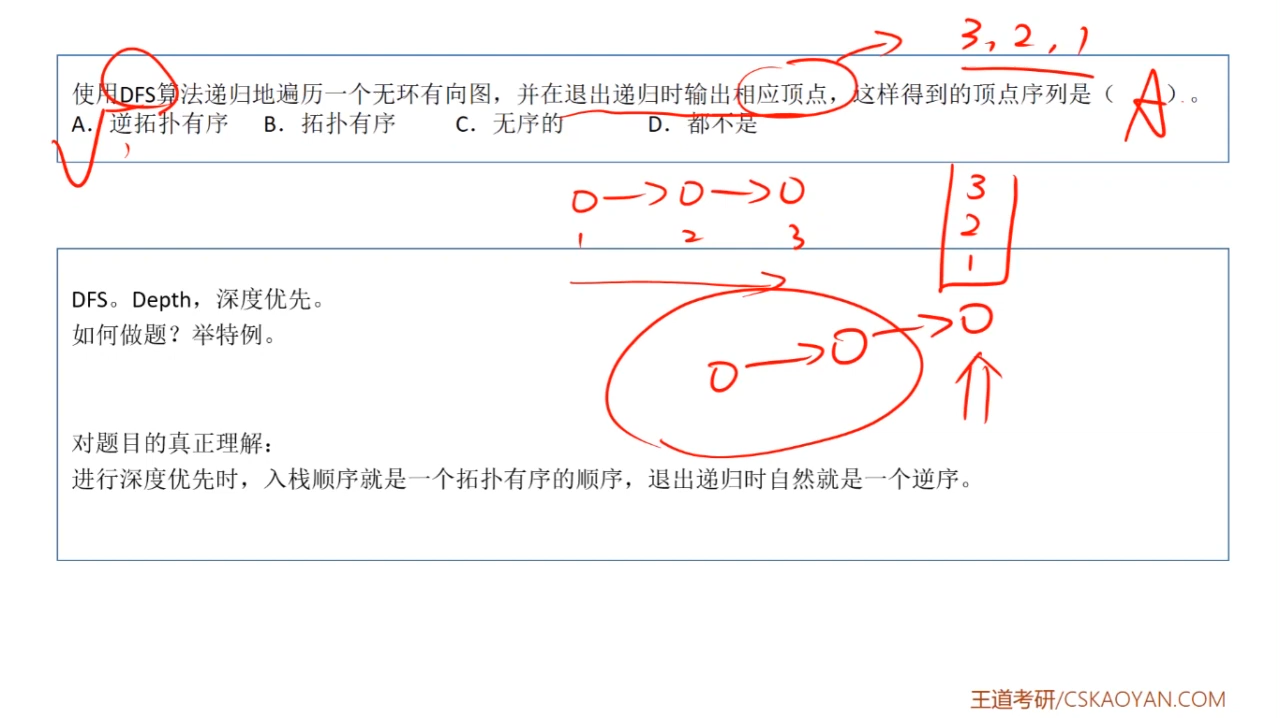 3, 2, 1
使用DFS算法递归地遍历一个无环有向图，并在退出递归时输出相应顶点，这样得到的顶点序列是（ A ）.。
A. 逆拓扑有序 B. 拓扑有序 C. 无序的 D. 都不是
3
2
1
1 2 3
DFS。Depth，深度优先。
如何做题？举特例。
对题目的真正理解：
进行深度优先时，入栈顺序就是一个拓扑有序的顺序，退出递归时自然就是一个逆序。
王道考研/CSKAOYAN.COM